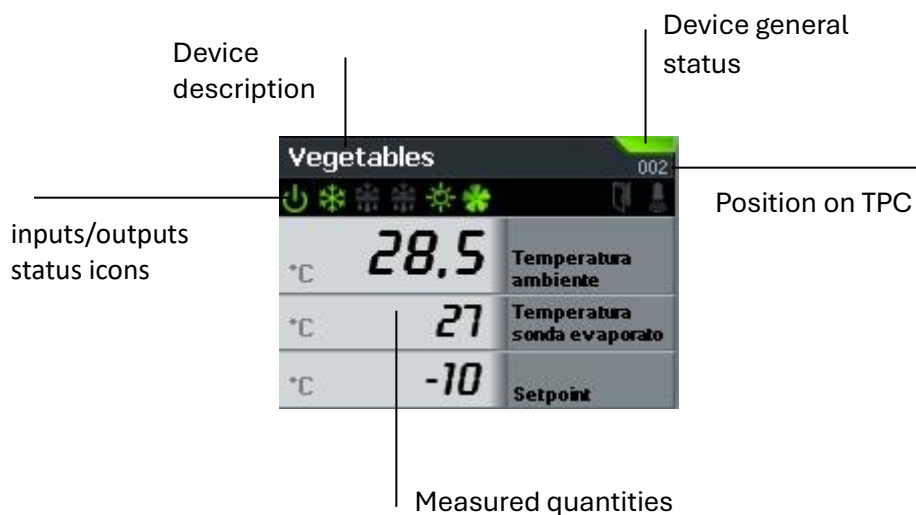 Device general
status
Device
description
Vegetables
002
Position on TPC
inputs/outputs
status icons
°C 28.5 Temperatura
ambiente
°C 27 Temperatura
sonda evaporato
°C -10 Setpoint
Measured quantities